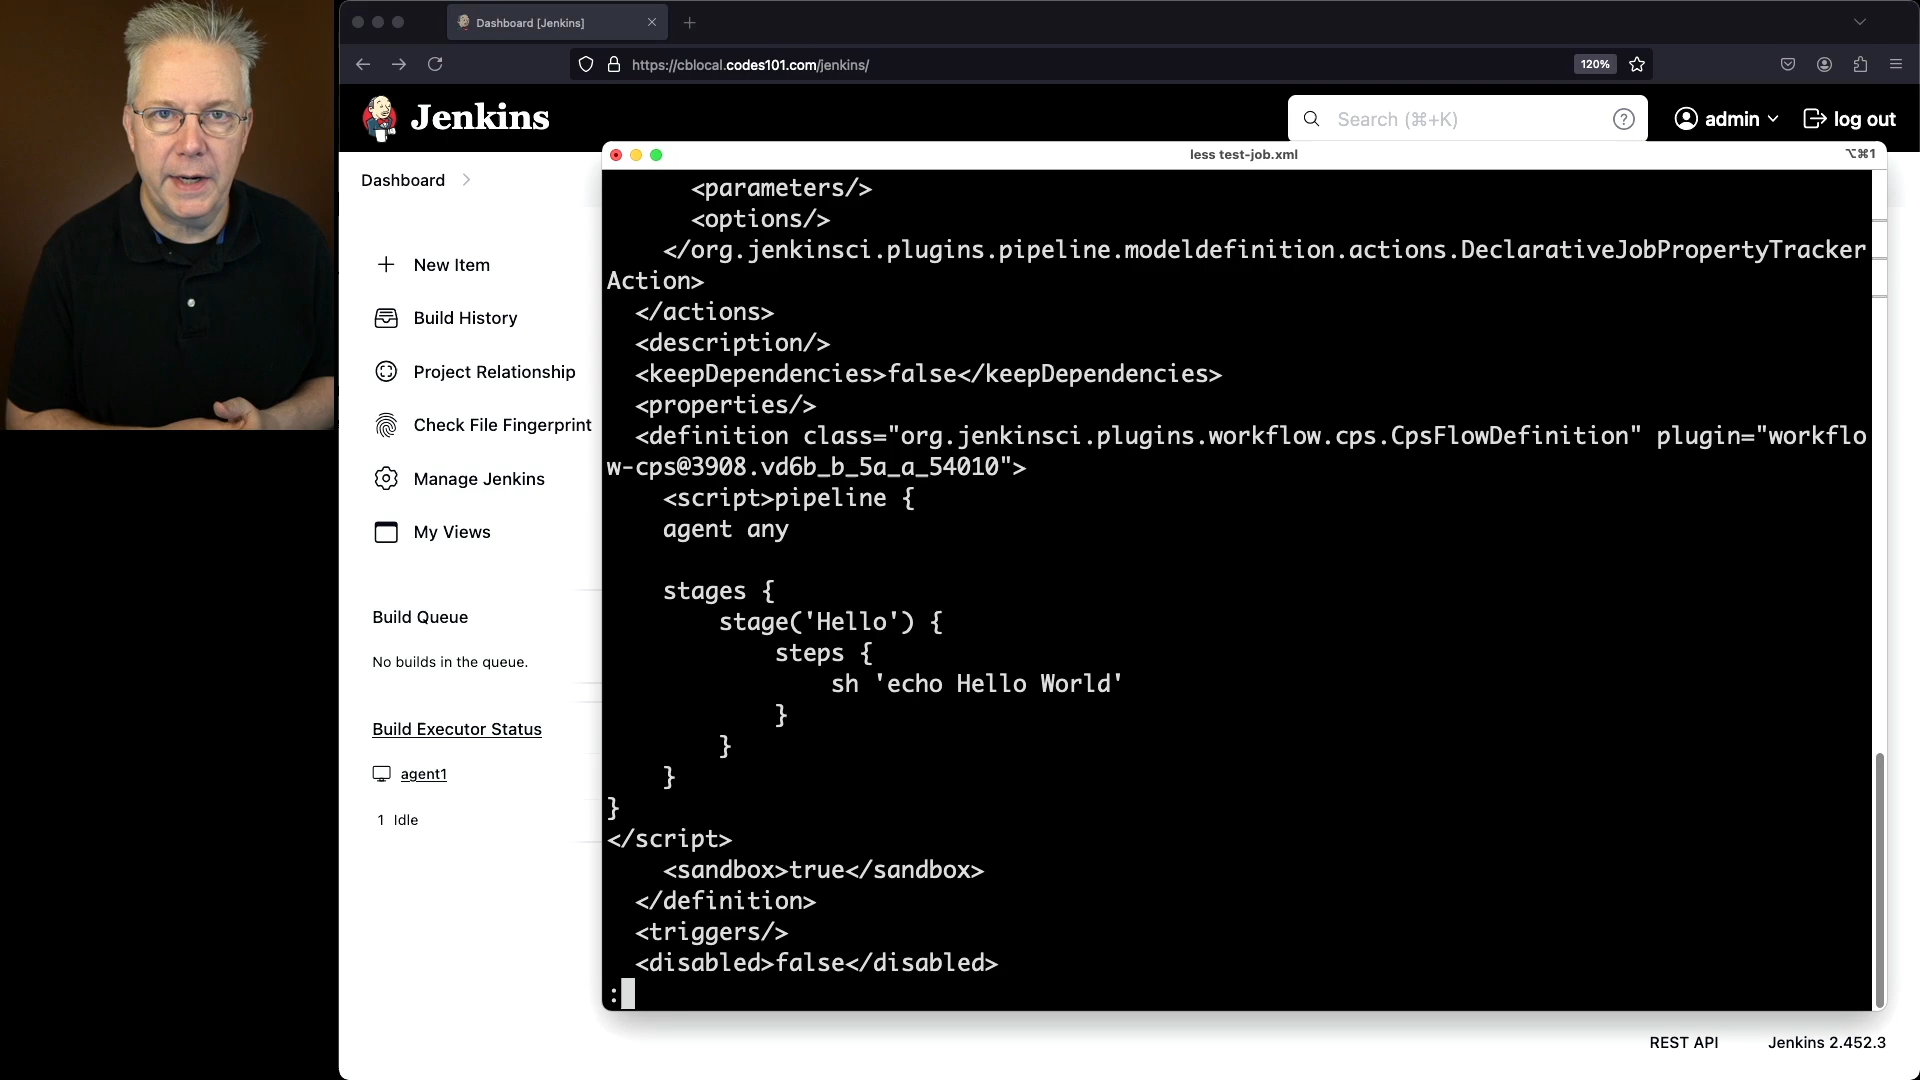 Dashboard [Jenkins]
https://cblocal.codes101.com/jenkins/
120%
Jenkins
Search (⌘+K)
?
admin
log out
Dashboard
New Item
Build History
Project Relationship
Check File Fingerprint
Manage Jenkins
My Views
Build Queue
No builds in the queue.
Build Executor Status
agent1
1 Idle
less test-job.xml
⌥⌘1
<parameters/>
<options/>
</org.jenkinsci.plugins.pipeline.modeldefinition.actions.DeclarativeJobPropertyTracker
Action>
</actions>
<description/>
<keepDependencies>false</keepDependencies>
<properties/>
<definition class="org.jenkinsci.plugins.workflow.cps.CpsFlowDefinition" plugin="workflo
w-cps@3908.vd6b_b_5a_a_54010">
<script>pipeline {
agent any
stages {
stage('Hello') {
steps {
sh 'echo Hello World'
}
}
}
}
</script>
<sandbox>true</sandbox>
</definition>
<triggers/>
<disabled>false</disabled>
:
REST API
Jenkins 2.452.3